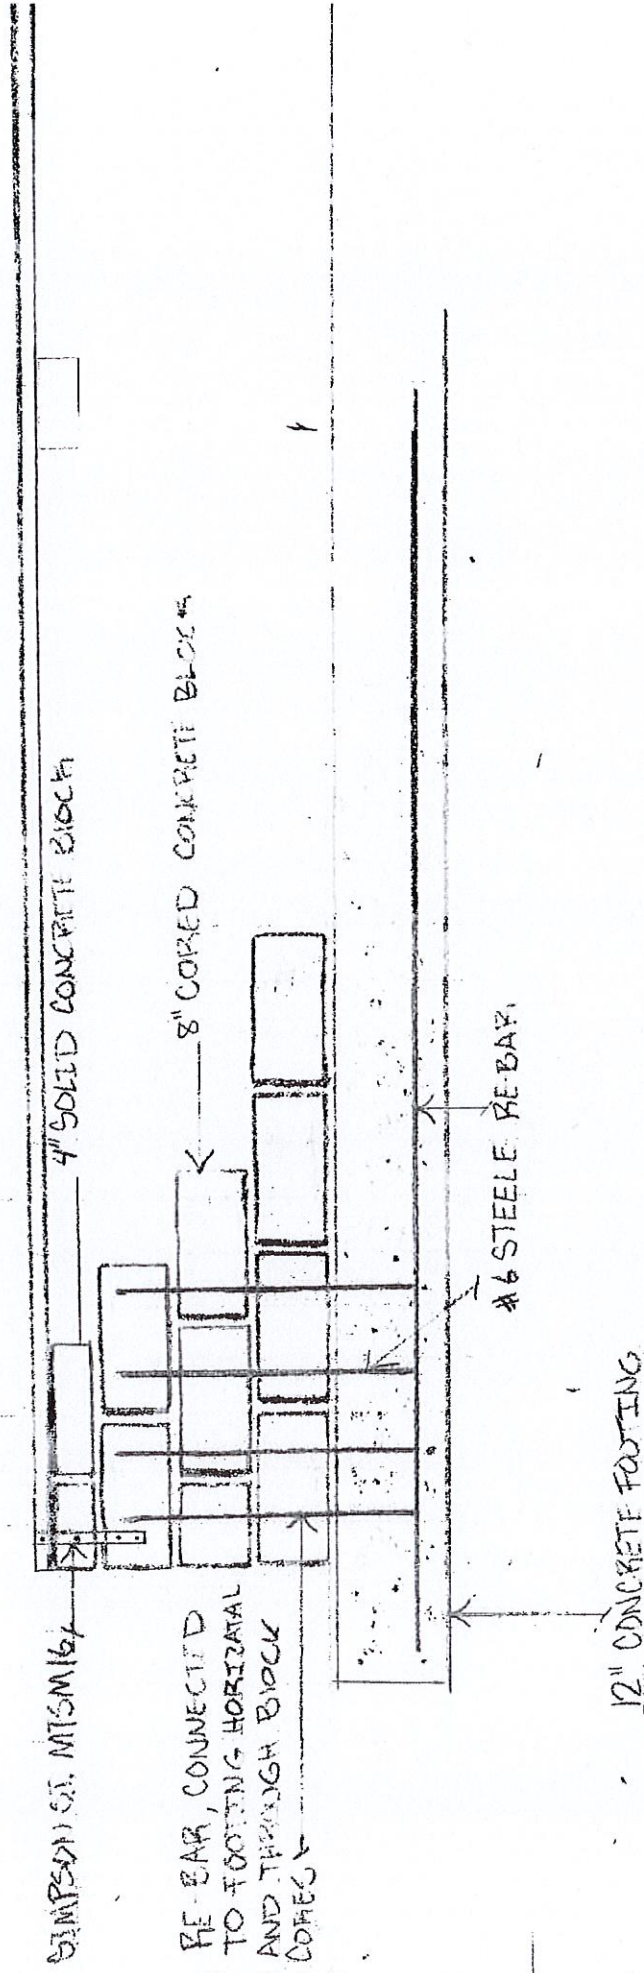 SIMPSON ST. MTSM16
4" SOLID CONCRETE BLOCK
8" CORED CONCRETE BLOCK
RE-BAR, CONNECTED
TO FOOTING HORIZATAL
AND THROUGH BLOCK
CORES
#6 STEELE RE-BAR
12" CONCRETE FOOTING